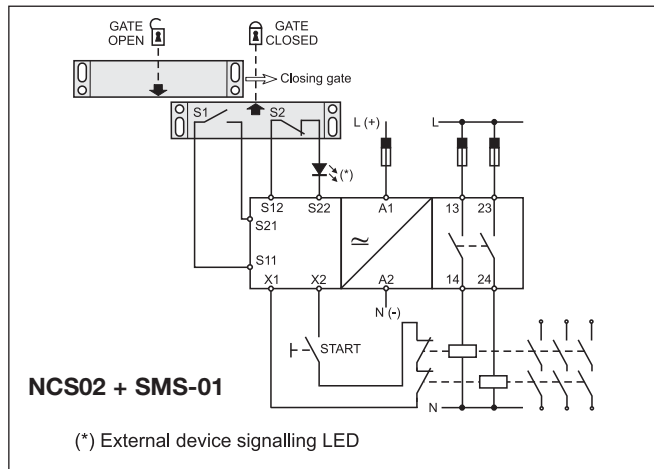 GATE OPEN
GATE CLOSED
Closing gate
S1
S2
L (+)
L
(*)
S12
S22
A1
13
23
S21
≃
S11
X1
X2
A2
14
24
N (-)
START
N
NCS02 + SMS-01
(*) External device signalling LED